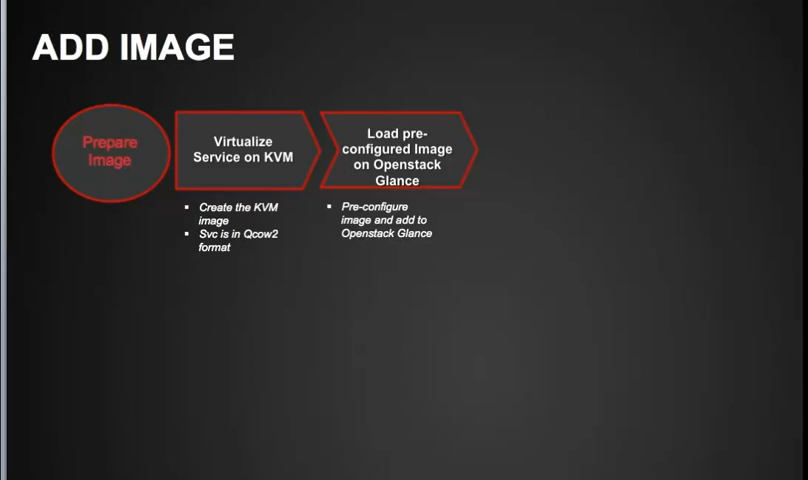 ADD IMAGE
Prepare
Image
Virtualize
Service on KVM
Load pre-
configured Image
on Openstack
Glance
▪ Create the KVM
image
▪ Svc is in Qcow2
format
▪ Pre-configure
image and add to
Openstack Glance